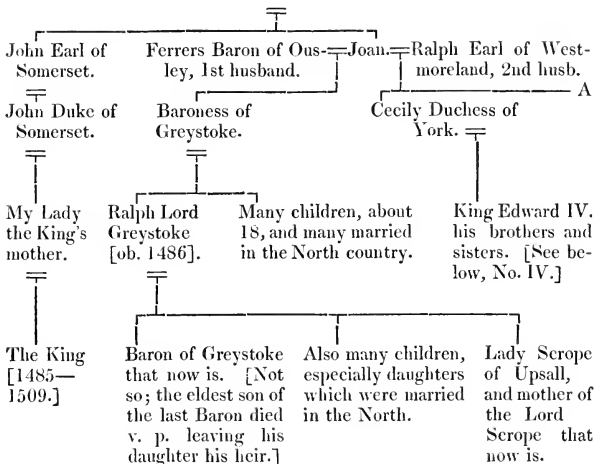 John Earl of
Somerset.
Ferrers Baron of Ous-
ley, 1st husband.
Joan.
Ralph Earl of West-
moreland, 2nd husb.
A
John Duke of
Somerset.
Baroness of
Greystoke.
Cecily Duchess of
York.
My Lady
the King's
mother.
Ralph Lord
Greystoke
[ob. 1486].
Many children, about
18, and many married
in the North country.
King Edward IV.
his brothers and
sisters. [See be-
low, No. IV.]
The King
[1485—
1509.]
Baron of Greystoke
that now is. [Not
so; the eldest son of
the last Baron died
v. p. leaving his
daughter his heir.]
Also many children,
especially daughters
which were married
in the North.
Lady Scrope
of Upsall,
and mother of
the Lord
Scrope that
now is.